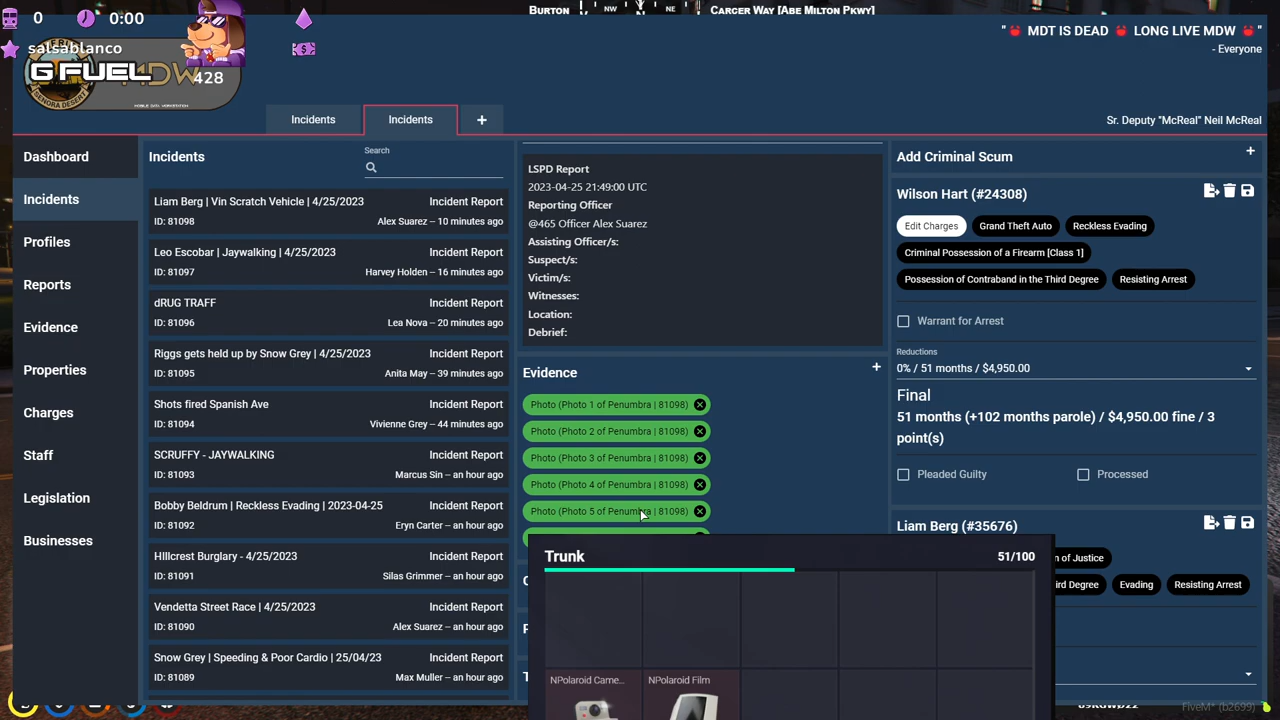 BURTON NW NE CARCER WAY [ABE MILTON PKWY]
0 0:00
salsablanco
G FUEL
428
MDW
SENORA DESERT
MOBILE DATA WORKSTATION
" MDT IS DEAD LONG LIVE MDW "
- Everyone
Incidents Incidents +
Sr. Deputy "McReal" Neil McReal
Dashboard
Incidents
Profiles
Reports
Evidence
Properties
Charges
Staff
Legislation
Businesses
Incidents
Search
Liam Berg | Vin Scratch Vehicle | 4/25/2023 Incident Report
ID: 81098 Alex Suarez – 10 minutes ago
Leo Escobar | Jaywalking | 4/25/2023 Incident Report
ID: 81097 Harvey Holden – 16 minutes ago
dRUG TRAFF Incident Report
ID: 81096 Lea Nova – 20 minutes ago
Riggs gets held up by Snow Grey | 4/25/2023 Incident Report
ID: 81095 Anita May – 39 minutes ago
Shots fired Spanish Ave Incident Report
ID: 81094 Vivienne Grey – 44 minutes ago
SCRUFFY - JAYWALKING Incident Report
ID: 81093 Marcus Sin – an hour ago
Bobby Beldrum | Reckless Evading | 2023-04-25 Incident Report
ID: 81092 Eryn Carter – an hour ago
HIllcrest Burglary - 4/25/2023 Incident Report
ID: 81091 Silas Grimmer – an hour ago
Vendetta Street Race | 4/25/2023 Incident Report
ID: 81090 Alex Suarez – an hour ago
Snow Grey | Speeding & Poor Cardio | 25/04/23 Incident Report
ID: 81089 Max Muller – an hour ago
LSPD Report
2023-04-25 21:49:00 UTC
Reporting Officer
@465 Officer Alex Suarez
Assisting Officer/s:
Suspect/s:
Victim/s:
Witnesses:
Location:
Debrief:
Evidence +
Photo (Photo 1 of Penumbra | 81098)
Photo (Photo 2 of Penumbra | 81098)
Photo (Photo 3 of Penumbra | 81098)
Photo (Photo 4 of Penumbra | 81098)
Photo (Photo 5 of Penumbra | 81098)
Trunk 51/100
NPolaroid Came... NPolaroid Film
Add Criminal Scum +
Wilson Hart (#24308)
Edit Charges Grand Theft Auto Reckless Evading
Criminal Possession of a Firearm [Class 1]
Possession of Contraband in the Third Degree Resisting Arrest
Warrant for Arrest
Reductions
0% / 51 months / $4,950.00
Final
51 months (+102 months parole) / $4,950.00 fine / 3
point(s)
Pleaded Guilty Processed
Liam Berg (#35676)
of Justice
Degree Evading Resisting Arrest
FiveM* (b2699)